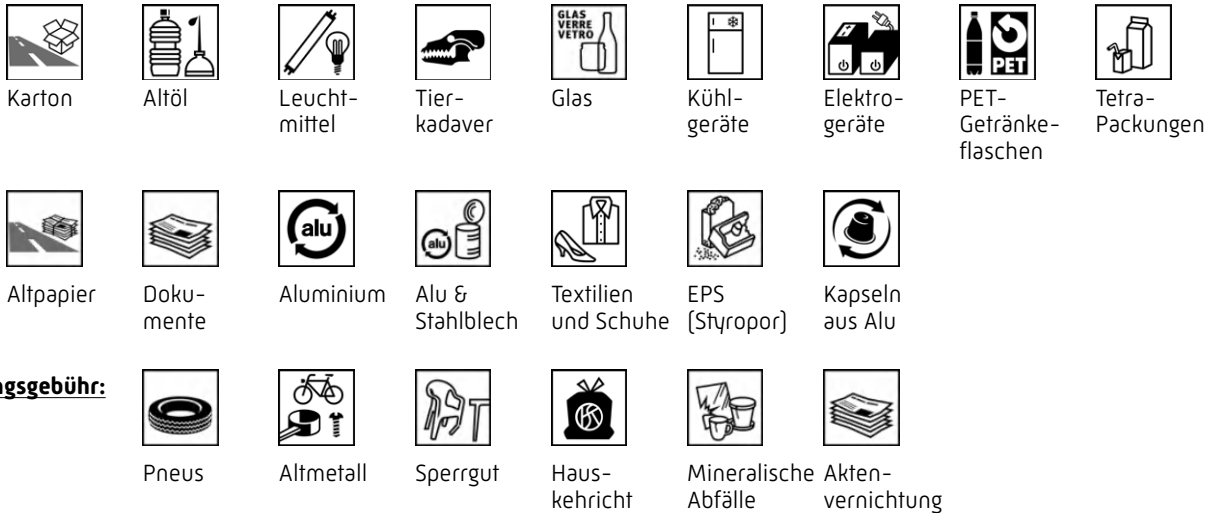 GLAS
VERRE
VETRO
PET
Karton
Altöl
Leucht-
mittel
Tier-
kadaver
Glas
Kühl-
geräte
Elektro-
geräte
PET-
Getränke-
flaschen
Tetra-
Packungen
alu
alu
Altpapier
Doku-
mente
Aluminium
Alu &
Stahlblech
Textilien
und Schuhe
EPS
(Styropor)
Kapseln
aus Alu
ngsgebühr:
Pneus
Altmetall
Sperrgut
Haus-
kehricht
Mineralische
Abfälle
Akten-
vernichtung